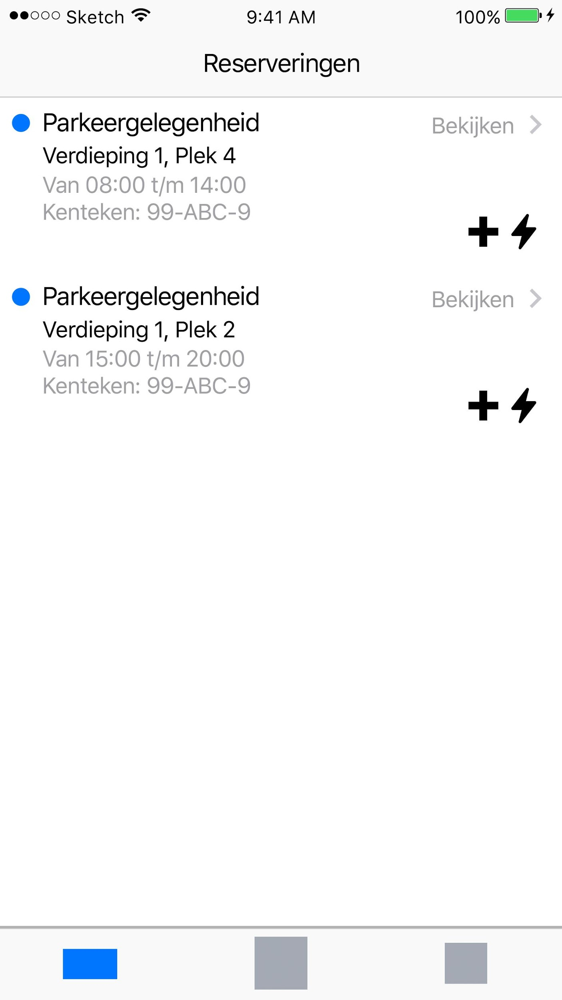 Sketch 9:41 AM 100%
Reserveringen
Parkeergelegenheid Bekijken
Verdieping 1, Plek 4
Van 08:00 t/m 14:00
Kenteken: 99-ABC-9
Parkeergelegenheid Bekijken
Verdieping 1, Plek 2
Van 15:00 t/m 20:00
Kenteken: 99-ABC-9